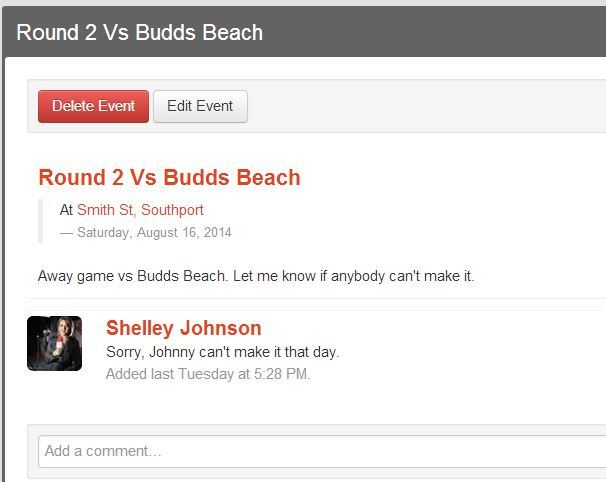 Round 2 Vs Budds Beach
Delete Event Edit Event
Round 2 Vs Budds Beach
At Smith St, Southport
— Saturday, August 16, 2014
Away game vs Budds Beach. Let me know if anybody can't make it.
Shelley Johnson
Sorry, Johnny can't make it that day.
Added last Tuesday at 5:28 PM.
Add a comment...